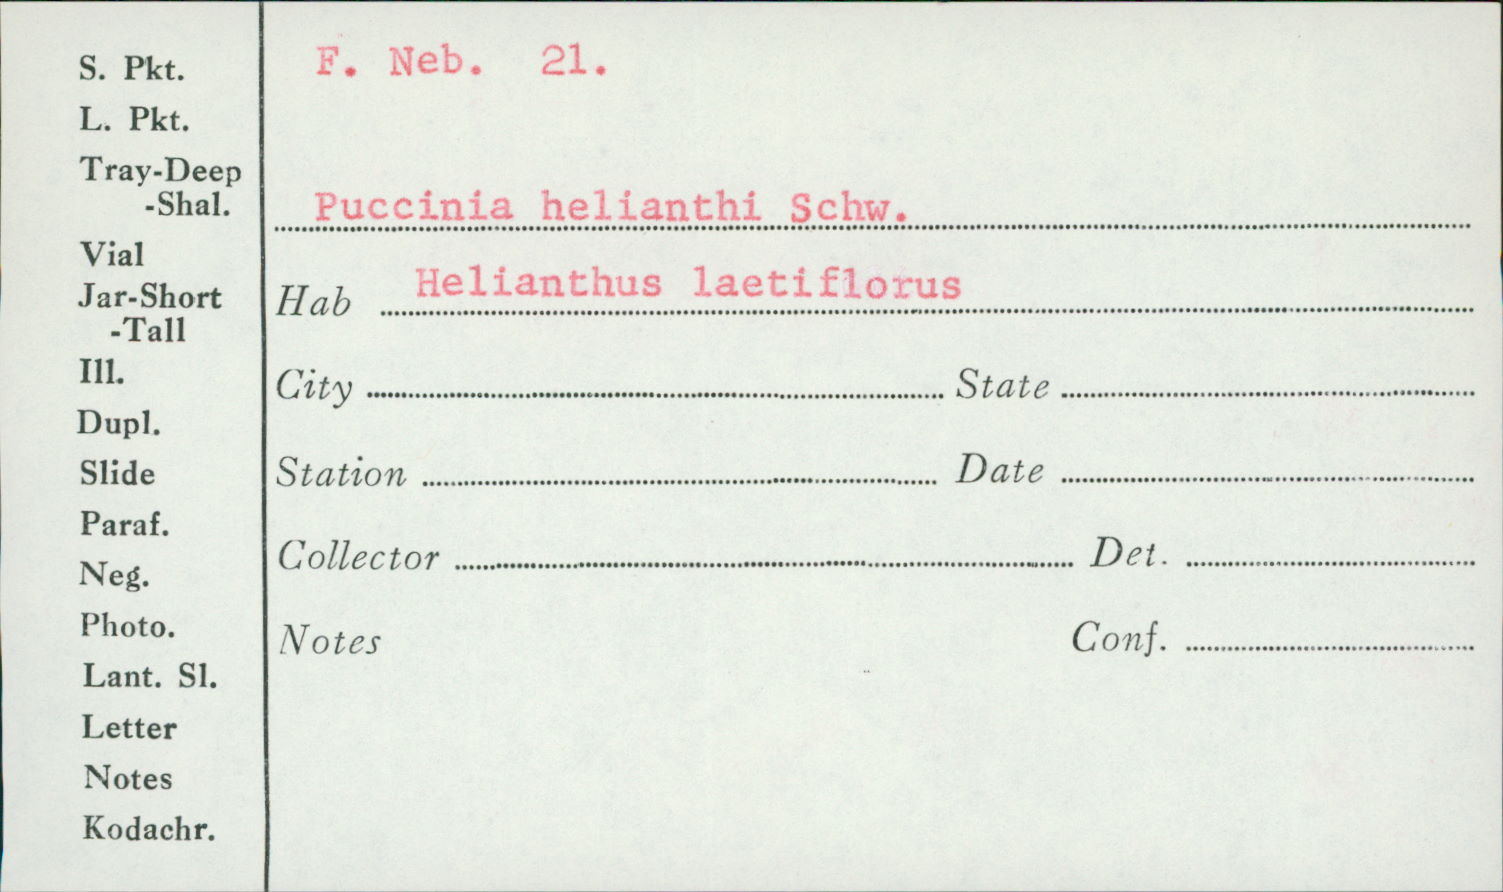 S. Pkt.
L. Pkt.
Tray-Deep
-Shal.
Vial
Jar-Short
-Tall
Ill.
Dupl.
Slide
Paraf.
Neg.
Photo.
Lant. Sl.
Letter
Notes
Kodachr.
F. Neb. 21.
Puccinia helianthi Schw.
Hab Helianthus laetiflorus
City State
Station Date
Collector Det.
Notes Conf.